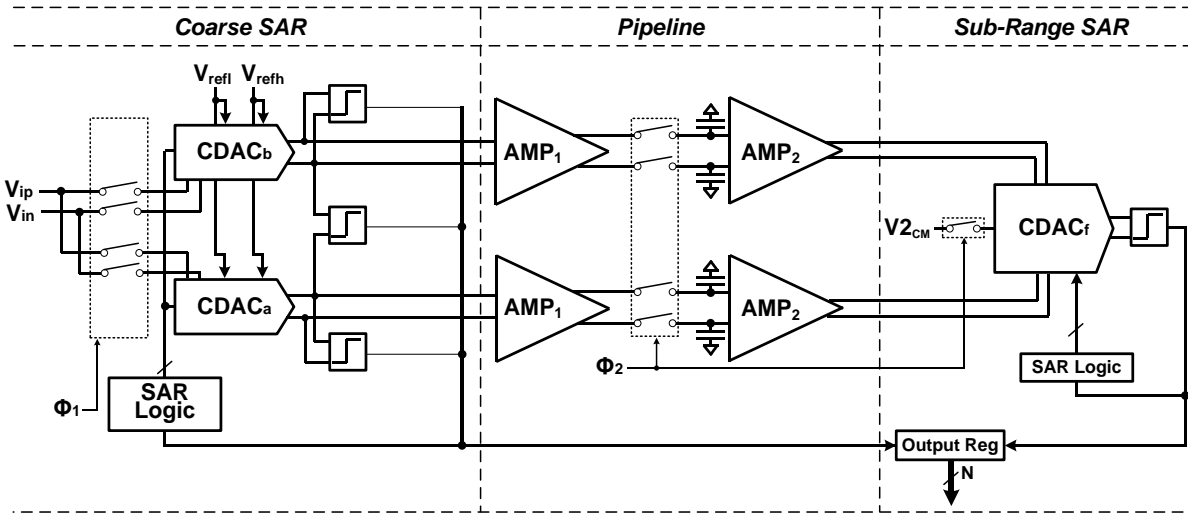 Coarse SAR
Pipeline
Sub-Range SAR
Vrefl
Vrefh
CDACb
AMP1
AMP2
Vip
Vin
V2CM
CDACf
CDACa
AMP1
AMP2
Φ1
SAR Logic
Φ2
SAR Logic
Output Reg
N